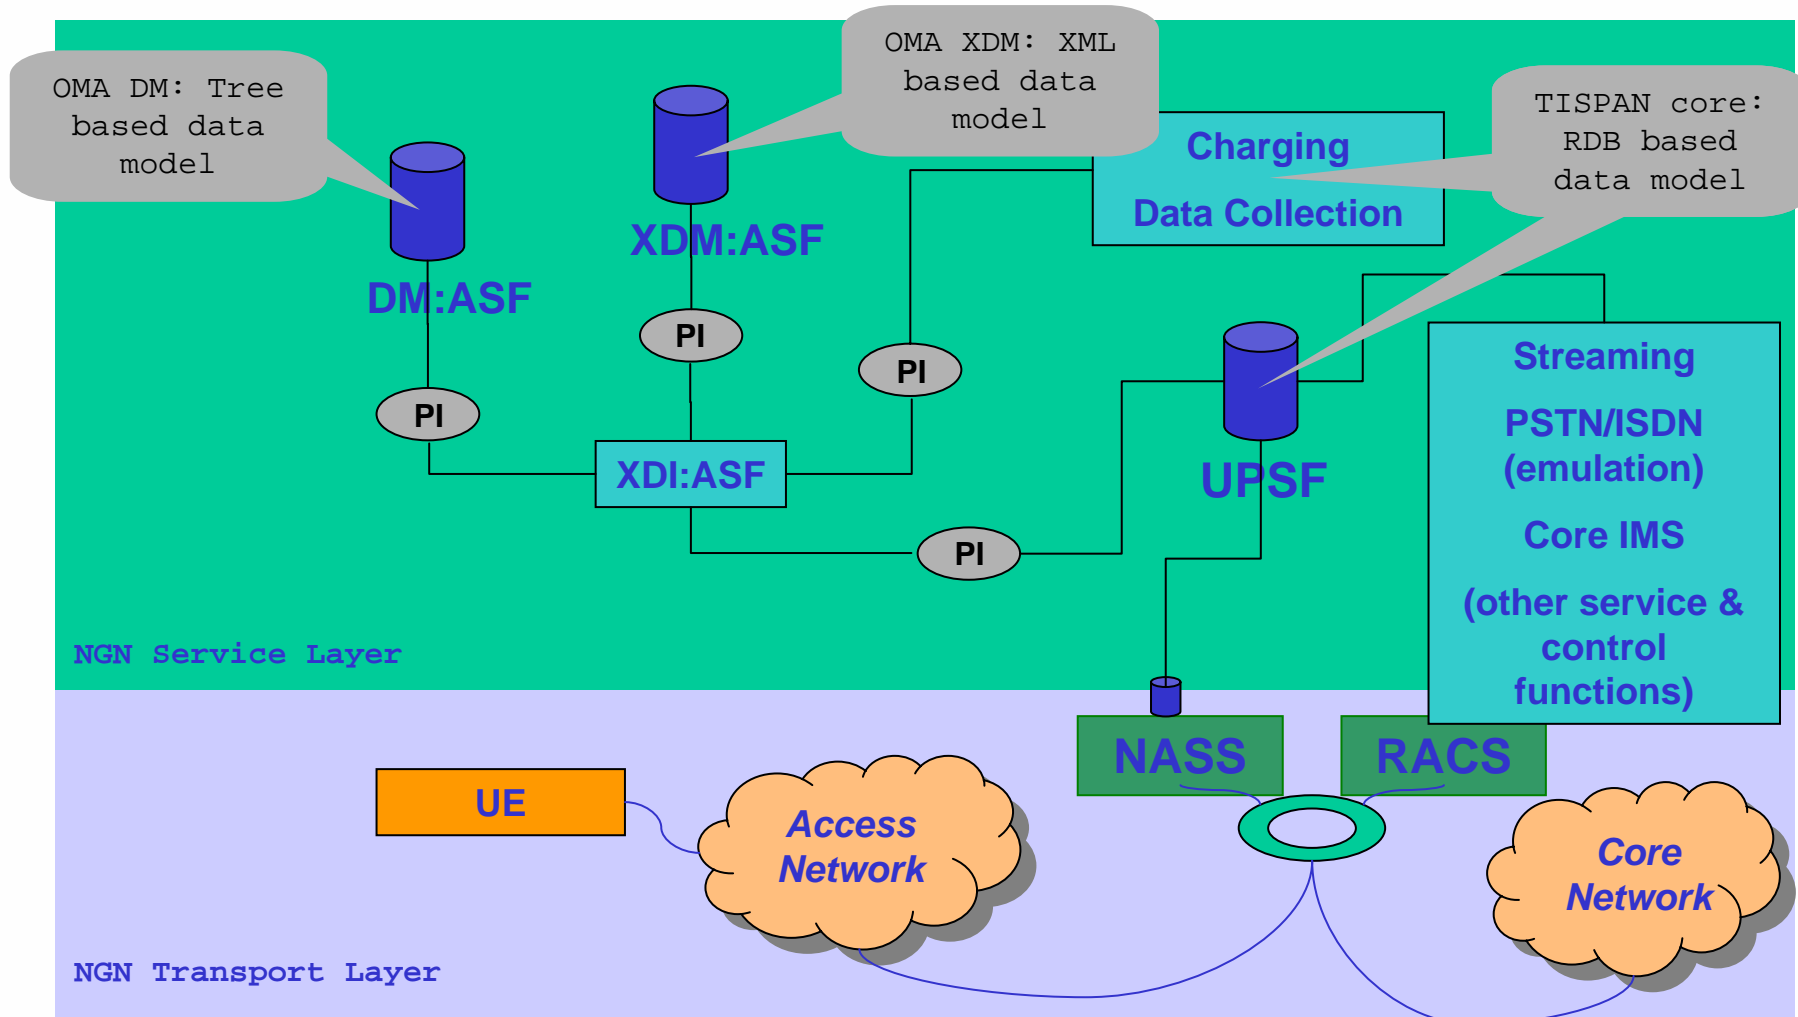 OMA DM: Tree
based data
model
OMA XDM: XML
based data
model
TISPAN core:
RDB based
data model
Charging
Data Collection
XDM:ASF
DM:ASF
PI
PI
PI
PI
XDI:ASF
UPSF
Streaming
PSTN/ISDN
(emulation)
Core IMS
(other service &
control
functions)
NGN Service Layer
NASS
RACS
UE
Access
Network
Core
Network
NGN Transport Layer